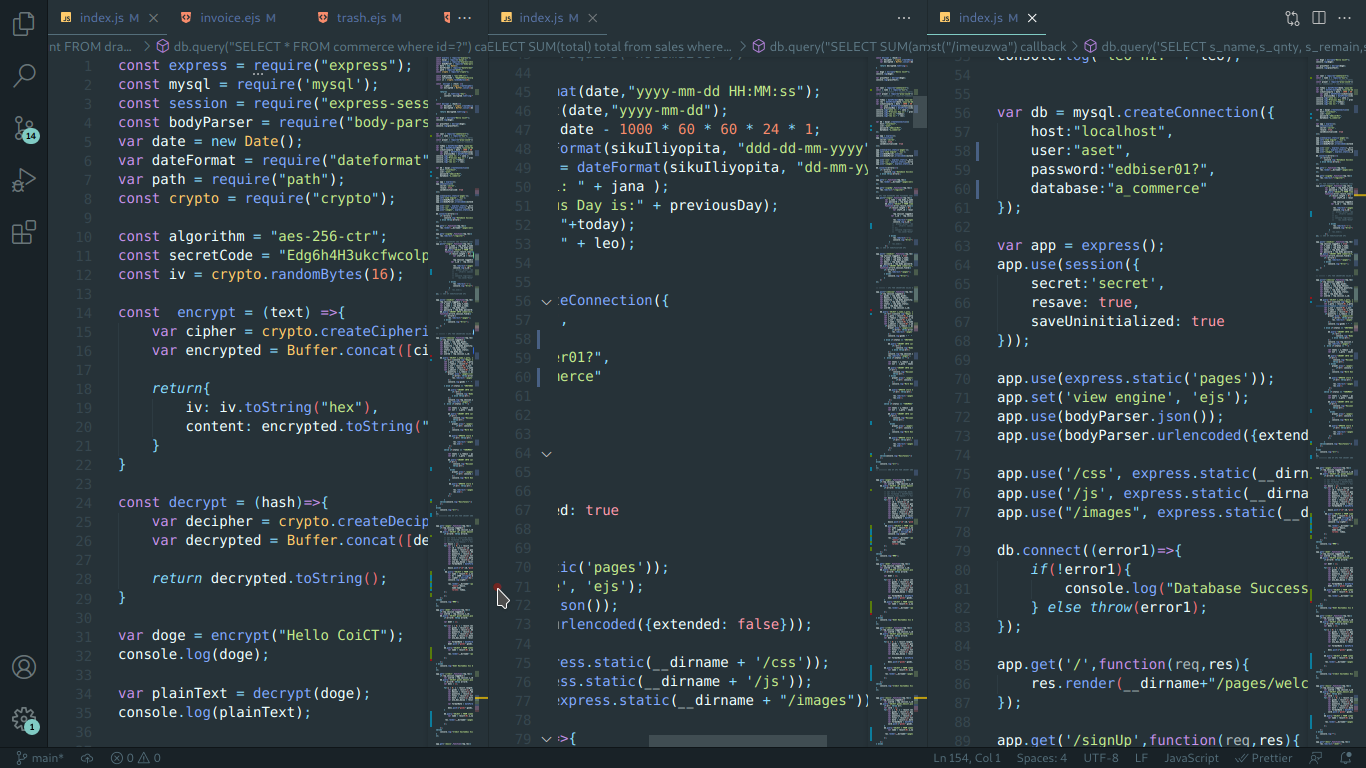 index.js M
invoice.ejs M
trash.ejs M
index.js M
index.js M
nt FROM dra... > db.query("SELECT * FROM commerce where id=?") ca
ELECT SUM(total) total from sales where...
db.query("SELECT SUM(am
st("/imeuzwa") callback > db.query('SELECT s_name,s_qnty, s_remain,s
1 const express = require("express");
2 const mysql = require('mysql');
3 const session = require("express-sess
4 const bodyParser = require("body-pars
5 var date = new Date();
6 var dateFormat = require("dateformat"
7 var path = require("path");
8 const crypto = require("crypto");
9
10 const algorithm = "aes-256-ctr";
11 const secretCode = "Edg6h4H3ukcfwcolp
12 const iv = crypto.randomBytes(16);
13
14 const  encrypt = (text) =>{
15 var cipher = crypto.createCipheri
16 var encrypted = Buffer.concat([ci
17
18 return{
19 iv: iv.toString("hex"),
20 content: encrypted.toString("
21 }
22 }
23
24 const decrypt = (hash)=>{
25 var decipher = crypto.createDecip
26 var decrypted = Buffer.concat([de
27
28 return decrypted.toString();
29 }
30
31 var doge = encrypt("Hello CoiCT");
32 console.log(doge);
33
34 var plainText = decrypt(doge);
35 console.log(plainText);
36
44
45 mat(date,"yyyy-mm-dd HH:MM:ss");
46 (date,"yyyy-mm-dd");
47 date - 1000 * 60 * 60 * 24 * 1;
48 Format(sikuIliyopita, "ddd-dd-mm-yyyy"
49 = dateFormat(sikuIliyopita, "dd-mm-yy
50 : " + jana );
51 us Day is:" + previousDay);
52 "+today);
53 " + leo);
54
55
56 eConnection({
57 ,
58
59 er01?",
60 merce"
61
62
63
64
65
66
67 ed: true
68
69
70 tic('pages'));
71 e', 'ejs');
72 son());
73 urlencoded({extended: false}));
74
75 ress.static(__dirname + '/css'));
76 ess.static(__dirname + '/js'));
77 express.static(__dirname + "/images"))
78
79 =>{
54
55
56 var db = mysql.createConnection({
57 host:"localhost",
58 user:"aset",
59 password:"edbiser01?",
60 database:"a_commerce"
61 });
62
63 var app = express();
64 app.use(session({
65 secret:'secret',
66 resave: true,
67 saveUninitialized: true
68 }));
69
70 app.use(express.static('pages'));
71 app.set('view engine', 'ejs');
72 app.use(bodyParser.json());
73 app.use(bodyParser.urlencoded({extend
74
75 app.use('/css', express.static(__dirn
76 app.use('/js', express.static(__dirna
77 app.use("/images", express.static(__d
78
79 db.connect((error1)=>{
80 if(!error1){
81 console.log("Database Success
82 } else throw(error1);
83 });
84
85 app.get('/',function(req,res){
86 res.render(__dirname+"/pages/welc
87 });
88
89 app.get('/signUp',function(req,res){
14
1
main*
0
0
Ln 154, Col 1
Spaces: 4
UTF-8
LF
JavaScript
Prettier